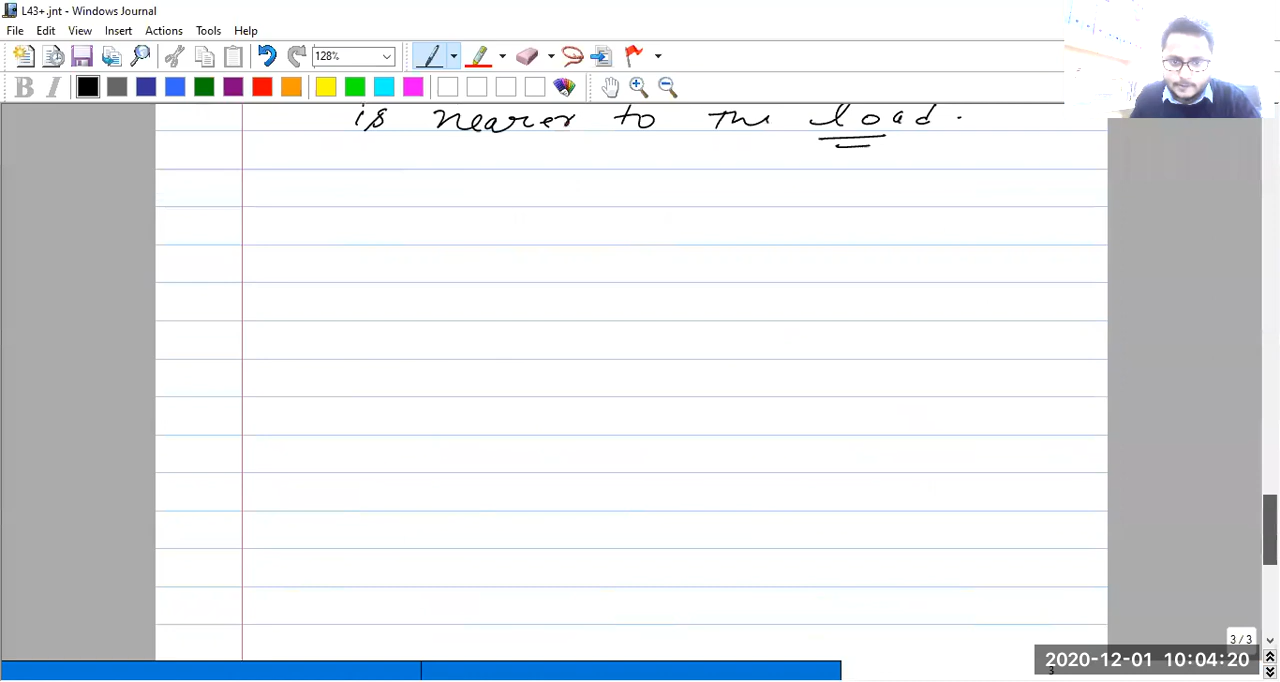 L43+.jnt - Windows Journal
File Edit View Insert Actions Tools Help
128%
B I
is nearer to the load.
3 / 3
2020-12-01 10:04:20
3